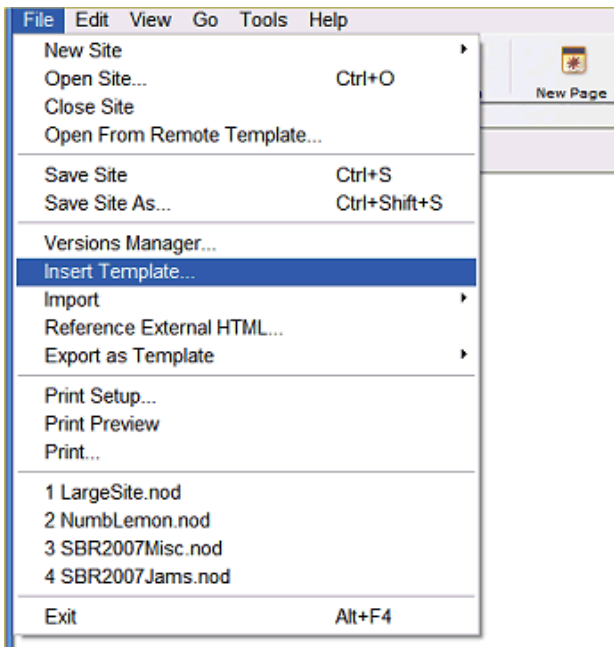 File Edit View Go Tools Help
New Site
Open Site... Ctrl+O
New Page
Close Site
Open From Remote Template...
Save Site Ctrl+S
Save Site As... Ctrl+Shift+S
Versions Manager...
Insert Template...
Import
Reference External HTML...
Export as Template
Print Setup...
Print Preview
Print...
1 LargeSite.nod
2 NumbLemon.nod
3 SBR2007Misc.nod
4 SBR2007Jams.nod
Exit Alt+F4